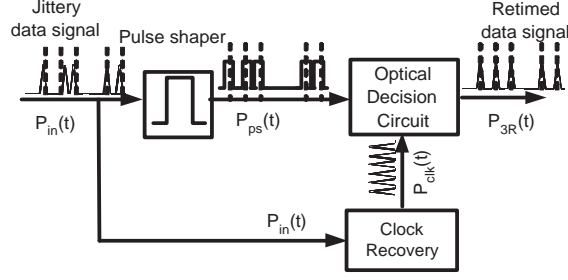 Jittery
data signal
Pulse shaper
Retimed
data signal
Optical
Decision
Circuit
P_in(t)
P_ps(t)
P_3R(t)
P_clk(t)
P_in(t)
Clock
Recovery